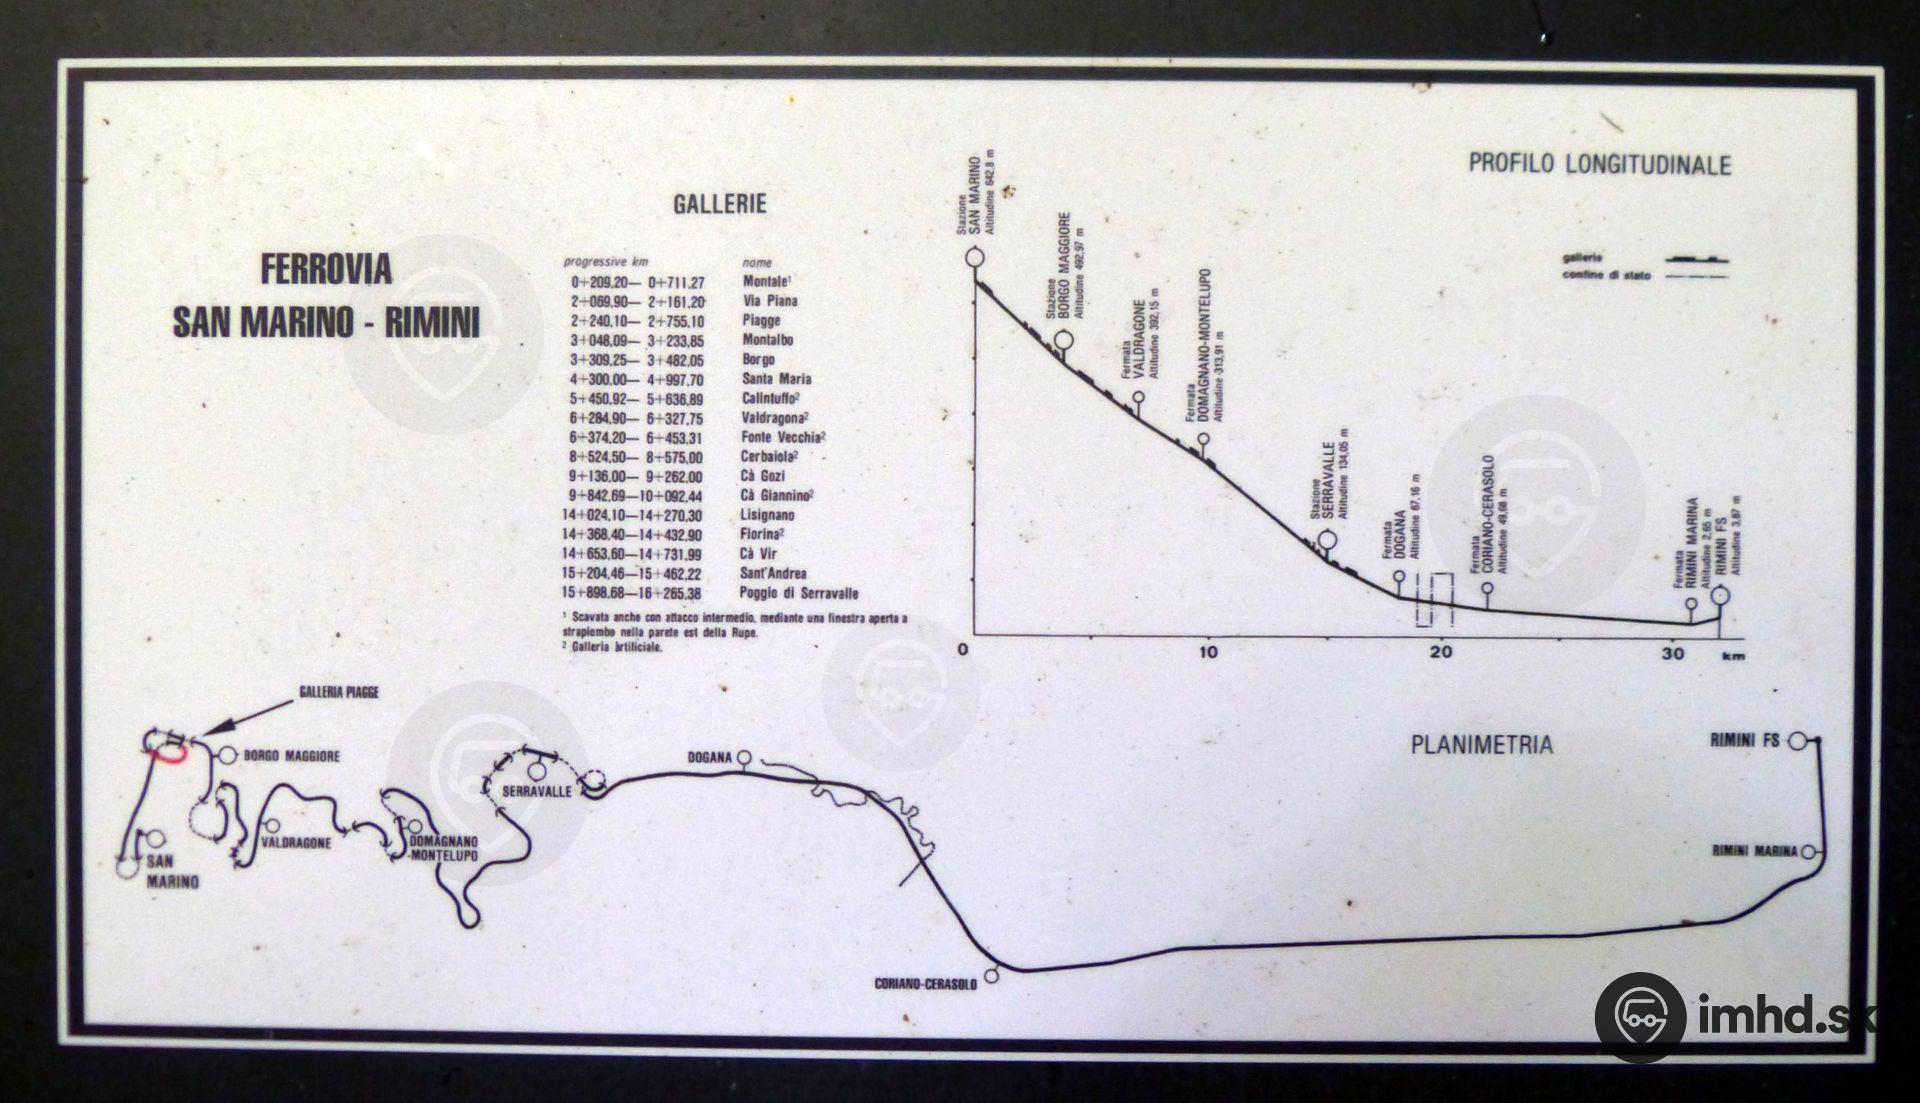 FERROVIA
SAN MARINO - RIMINI
GALLERIE
progressive km nome
0+209,20— 0+711,27 Montale¹
2+069,90— 2+161,20 Via Piana
2+240,10— 2+755,10 Piagge
3+048,09— 3+233,85 Montalbo
3+309,25— 3+482,05 Borgo
4+300,00— 4+997,70 Santa Maria
5+450,92— 5+636,89 Calintuffo²
6+284,90— 6+327,75 Valdragona²
6+374,20— 6+453,31 Fonte Vecchia²
8+524,50— 8+575,00 Cerbaiola²
9+136,00— 9+262,00 Cà Gozi
9+842,69—10+092,44 Cà Giannino²
14+024,10—14+270,30 Lisignano
14+368,40—14+432,90 Fiorina²
14+653,60—14+731,99 Cà Vir
15+204,46—15+462,22 Sant'Andrea
15+898,68—16+265,38 Poggio di Serravalle
¹ Scavata anche con attacco intermedio, mediante una finestra aperta a
strapiombo nella parete est della Rupe.
² Galleria artificiale.
PROFILO LONGITUDINALE
gallerie
confine di stato
Stazione
SAN MARINO
Altitudine 642,8 m
Stazione
BORGO MAGGIORE
Altitudine 492,97 m
Fermata
VALDRAGONE
Altitudine 392,15 m
Fermata
DOMAGNANO-MONTELUPO
Altitudine 313,91 m
Stazione
SERRAVALLE
Altitudine 134,05 m
Fermata
DOGANA
Altitudine 67,16 m
Fermata
CORIANO-CERASOLO
Altitudine 49,68 m
Fermata
RIMINI MARINA
Altitudine 2,65 m
RIMINI FS
Altitudine 3,87 m
0 10 20 30 km
PLANIMETRIA
GALLERIA PIAGGE
BORGO MAGGIORE
SAN
MARINO
VALDRAGONE
DOMAGNANO
-MONTELUPO
SERRAVALLE
DOGANA
CORIANO-CERASOLO
RIMINI FS
RIMINI MARINA
imhd.sk